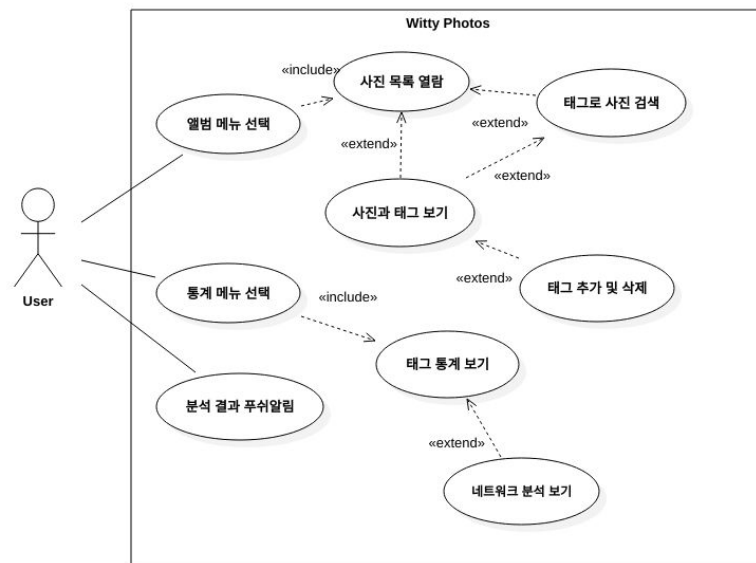 Witty Photos
«include»
사진 목록 열람
태그로 사진 검색
앨범 메뉴 선택
«extend»
«extend»
«extend»
사진과 태그 보기
User
통계 메뉴 선택
«include»
«extend»
태그 추가 및 삭제
태그 통계 보기
분석 결과 푸쉬알림
«extend»
네트워크 분석 보기